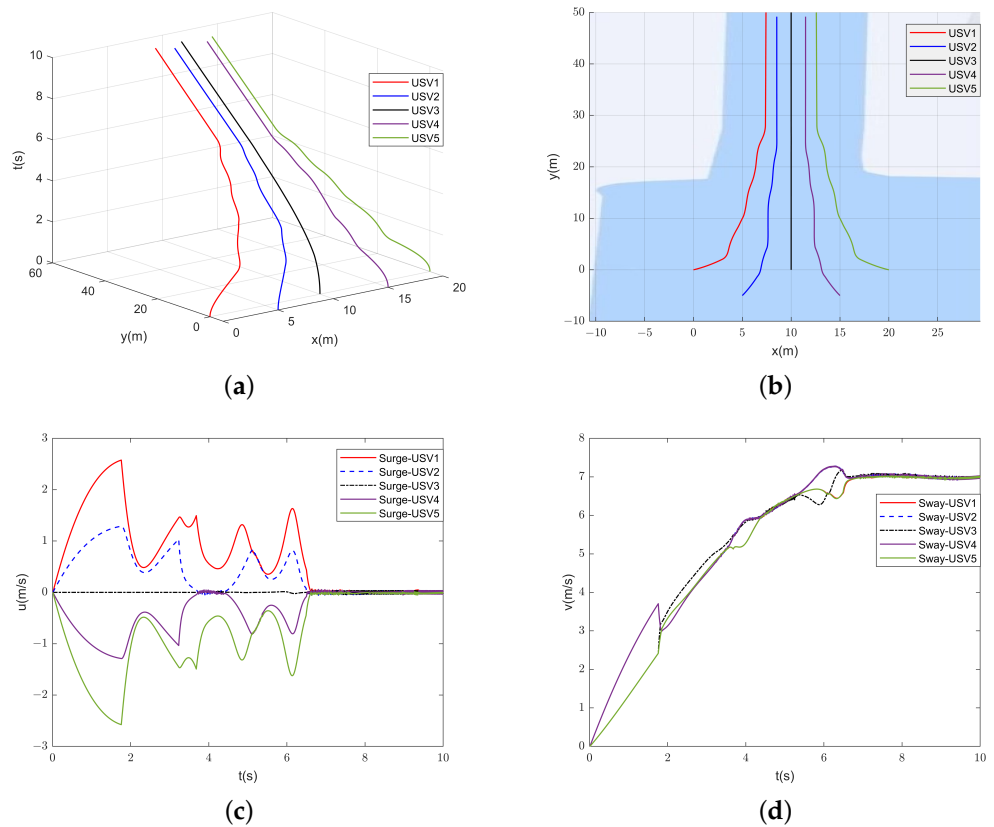 10
8
6
4
2
0
t(s)
60
40
20
0
y(m)
0
5
10
15
20
x(m)
USV1
USV2
USV3
USV4
USV5
(a)
50
40
30
20
10
0
-10
y(m)
-10 -5 0 5 10 15 20 25
x(m)
USV1
USV2
USV3
USV4
USV5
(b)
3
2
1
0
−1
−2
−3
u(m/s)
0 2 4 6 8 10
t(s)
Surge-USV1
Surge-USV2
Surge-USV3
Surge-USV4
Surge-USV5
(c)
8
7
6
5
4
3
2
1
0
v(m/s)
0 2 4 6 8 10
t(s)
Sway-USV1
Sway-USV2
Sway-USV3
Sway-USV4
Sway-USV5
(d)